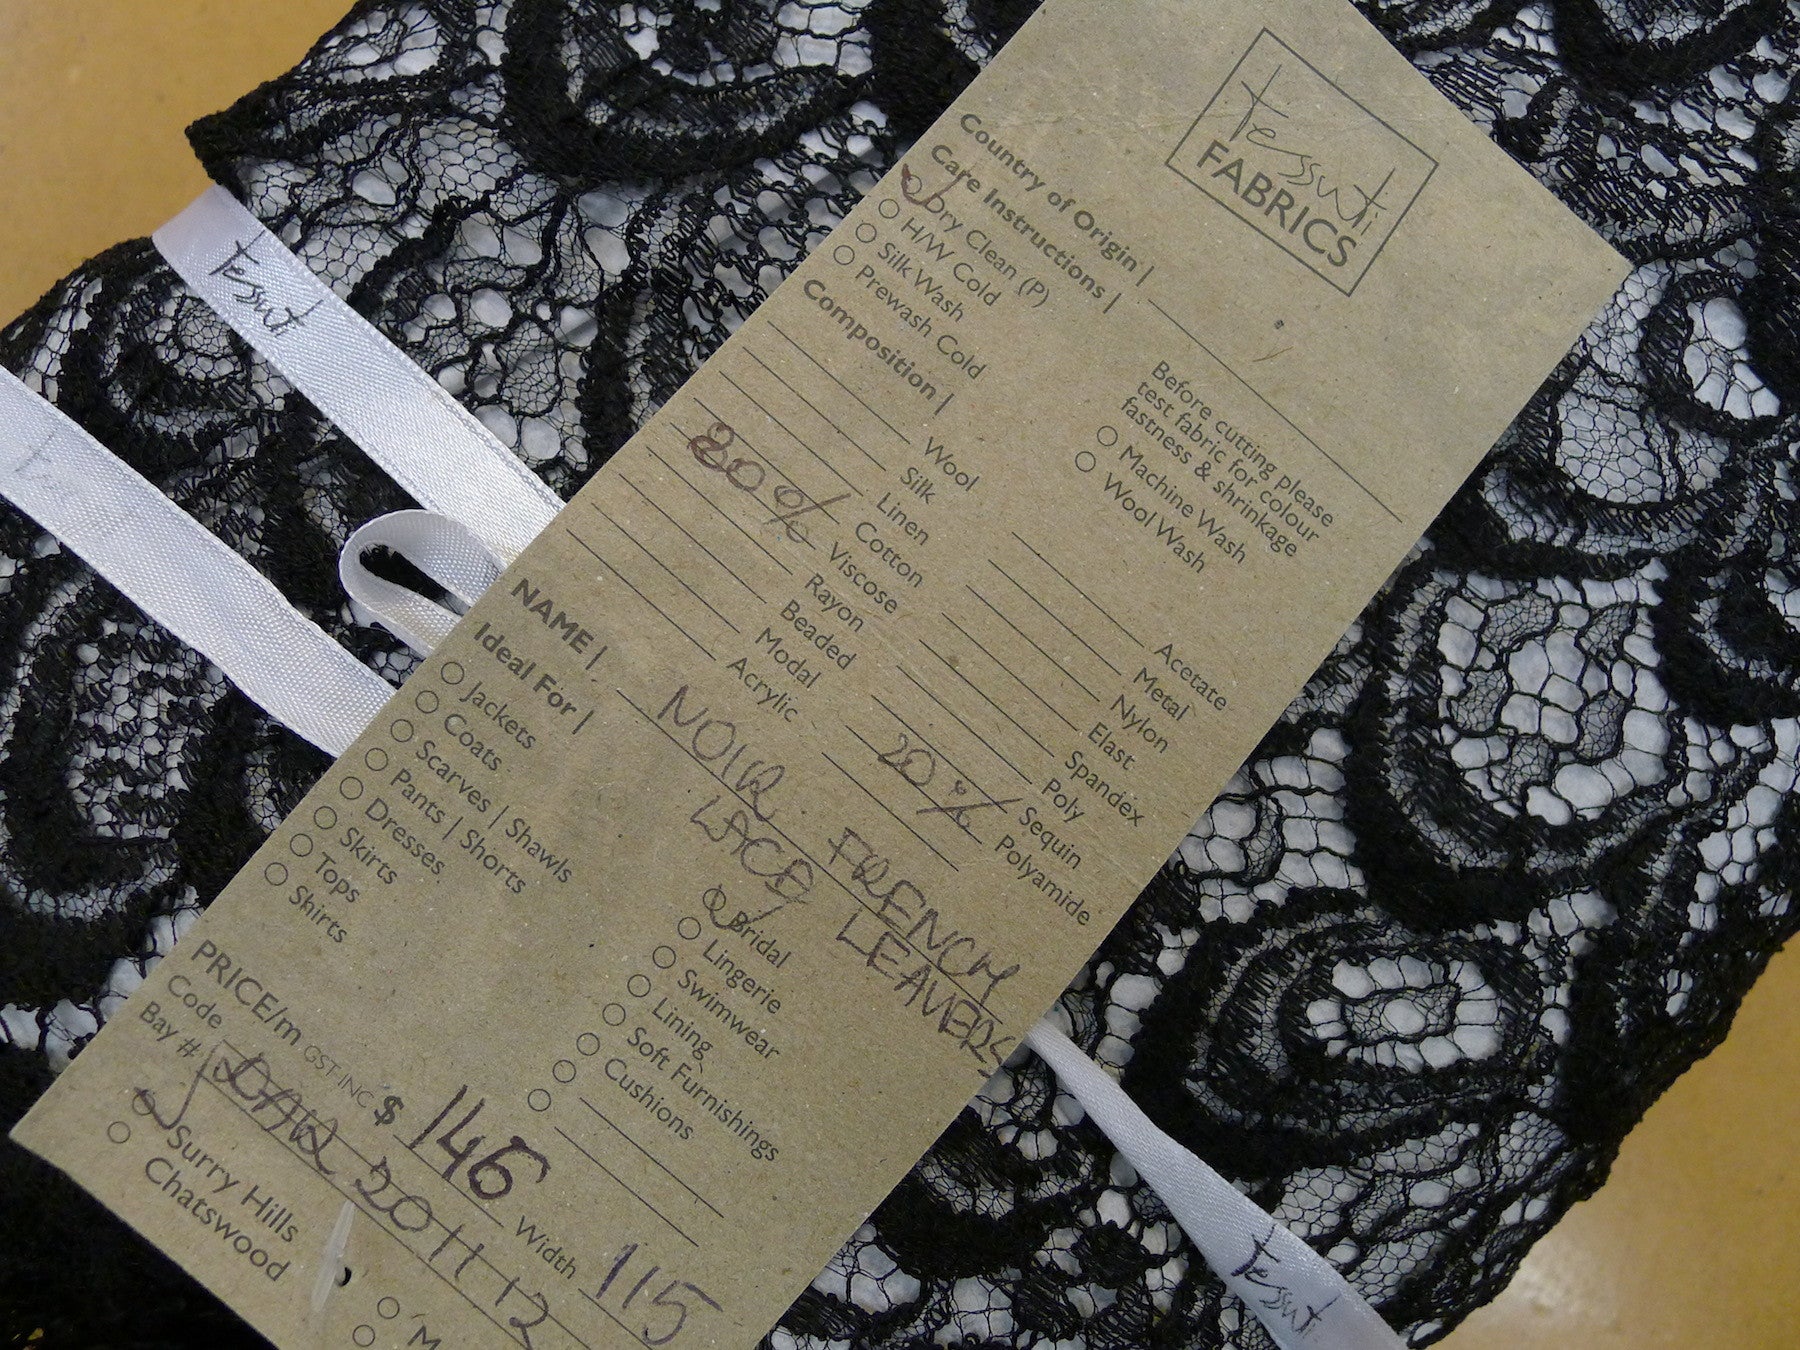 Tessuti
FABRICS
Country of Origin |
Care Instructions |
Dry Clean (P)
H/W Cold
Silk Wash
Prewash Cold
Before cutting please
test fabric for colour
fastness & shrinkage
Machine Wash
Wool Wash
Composition |
Wool
Silk
Linen
Cotton
80% Viscose
Rayon
Beaded
Modal
Acrylic
Acetate
Metal
Nylon
Elast
Spandex
Poly
Sequin
20% Polyamide
NAME | NOIR FRENCH
LACE LEAVERS
Ideal For |
Jackets
Coats
Scarves | Shawls
Pants | Shorts
Dresses
Skirts
Tops
Shirts
Bridal
Lingerie
Swimwear
Lining
Soft Furnishings
Cushions
PRICE/m GST INC $ 146 Width 115
Code
Bay #
Surry Hills
Chatswood
M
Tessuti
Tessuti